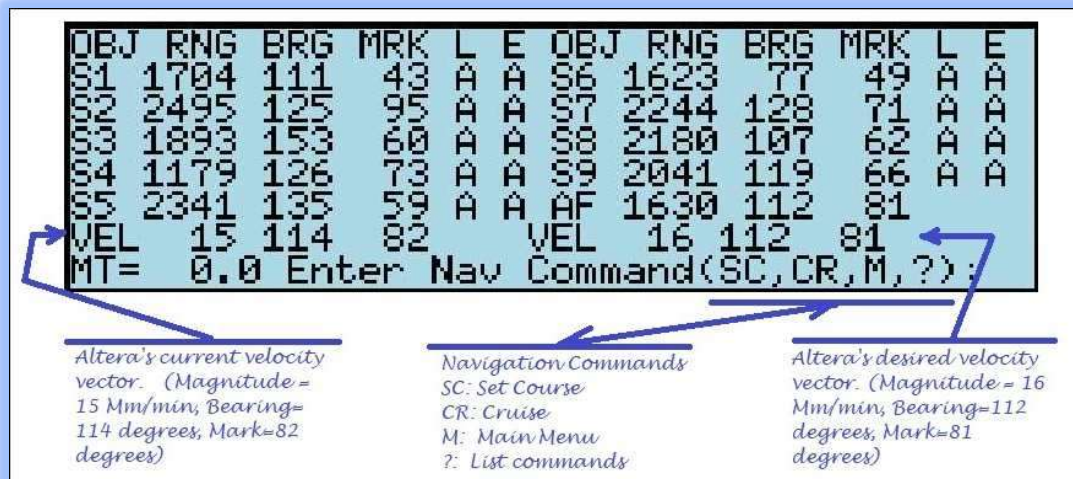 OBJ RNG BRG MRK L E OBJ RNG BRG MRK L E
S1 1704 111 43 A A S6 1623 77 49 A A
S2 2495 125 95 A A S7 2244 128 71 A A
S3 1893 153 60 A A S8 2180 107 62 A A
S4 1179 126 73 A A S9 2041 119 66 A A
S5 2341 135 59 A A AF 1630 112 81
VEL 15 114 82 VEL 16 112 81
MT= 0.0 Enter Nav Command(SC,CR,M,?):
Altera's current velocity
vector. (Magnitude =
15 Mm/min, Bearing=
114 degrees, Mark=82
degrees)
Navigation Commands
SC: Set Course
CR: Cruise
M: Main Menu
?: List commands
Altera's desired velocity
vector. (Magnitude = 16
Mm/min, Bearing=112
degrees, Mark=81
degrees)